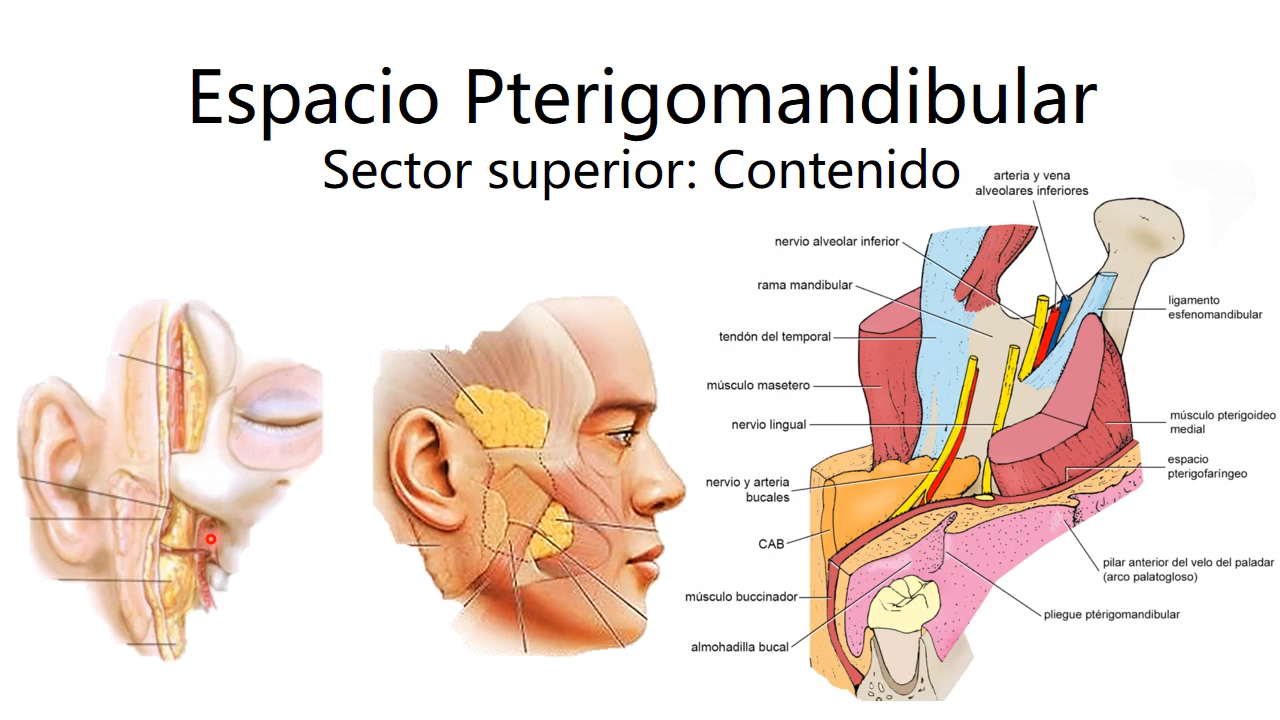 Espacio Pterigomandibular
Sector superior: Contenido
arteria y vena
alveolares inferiores
nervio alveolar inferior
rama mandibular
tendón del temporal
músculo masetero
nervio lingual
nervio y arteria
bucales
CAB
músculo buccinador
almohadilla bucal
ligamento
esfenomandibular
músculo pterigoideo
medial
espacio
pterigofaríngeo
pilar anterior del velo del paladar
(arco palatogloso)
pliegue ptérigomandibular